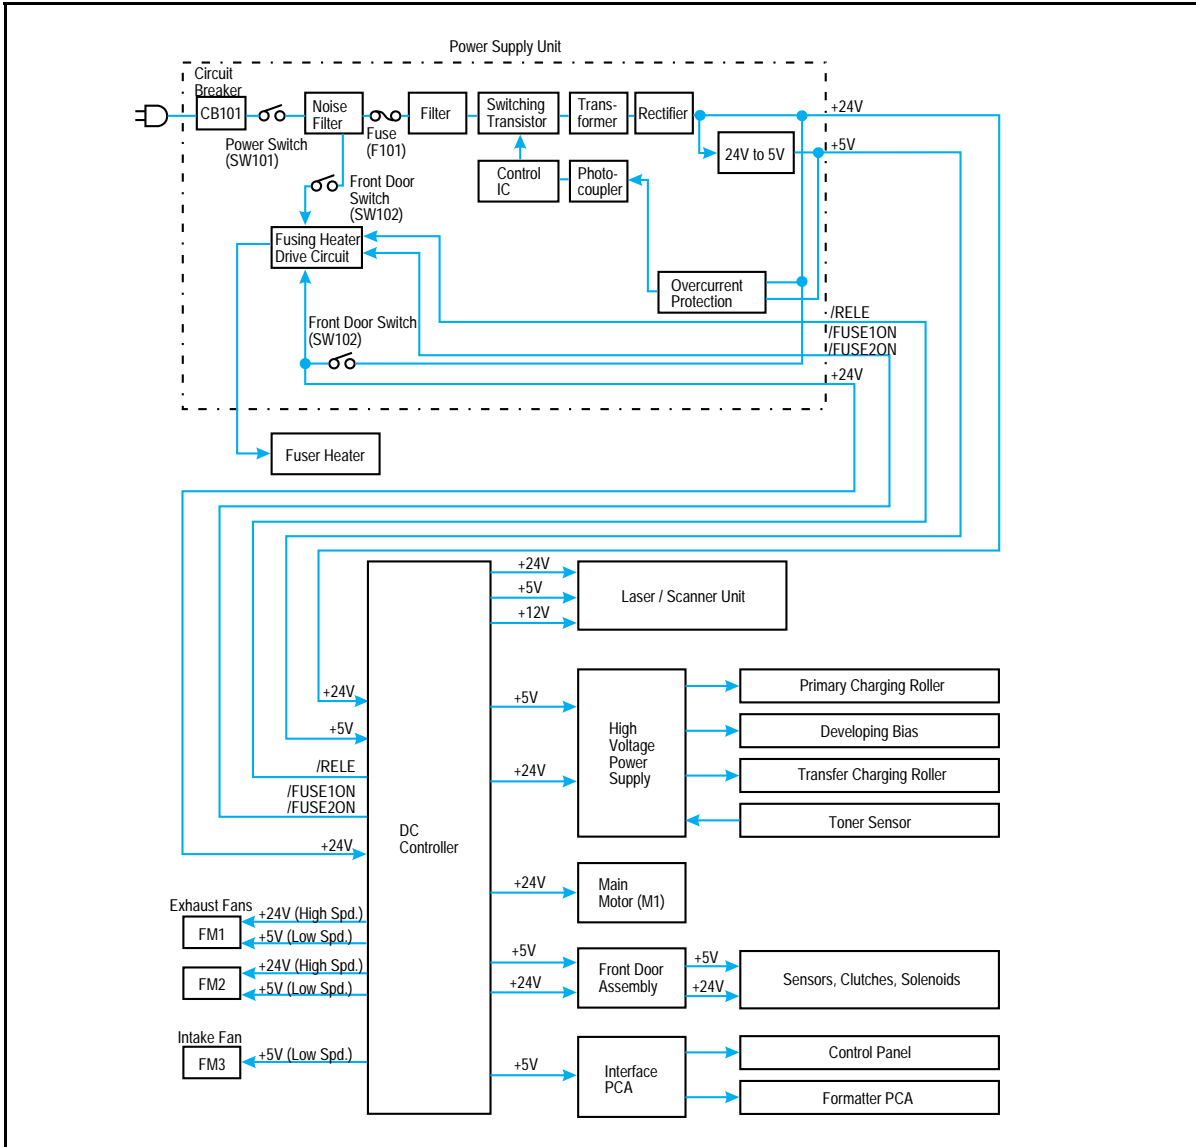 Power Supply Unit
Circuit
Breaker
CB101
Power Switch
(SW101)
Noise
Filter
Fuse
(F101)
Filter
Switching
Transistor
Trans-
former
Rectifier
+24V
24V to 5V
+5V
Control
IC
Photo-
coupler
Front Door
Switch
(SW102)
Fusing Heater
Drive Circuit
Overcurrent
Protection
Front Door Switch
(SW102)
/RELE
/FUSE1ON
/FUSE2ON
+24V
Fuser Heater
+24V
+5V
+12V
Laser / Scanner Unit
+24V
+5V
/RELE
/FUSE1ON
/FUSE2ON
+24V
DC
Controller
+5V
+24V
High
Voltage
Power
Supply
Primary Charging Roller
Developing Bias
Transfer Charging Roller
Toner Sensor
+24V
Main
Motor (M1)
Exhaust Fans
FM1
+24V (High Spd.)
+5V (Low Spd.)
FM2
+24V (High Spd.)
+5V (Low Spd.)
Intake Fan
FM3
+5V (Low Spd.)
+5V
+24V
Front Door
Assembly
+5V
+24V
Sensors, Clutches, Solenoids
+5V
Interface
PCA
Control Panel
Formatter PCA